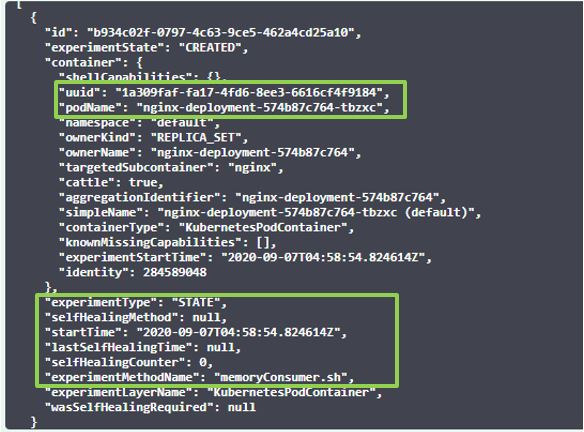 [
{
"id": "b934c02f-0797-4c63-9ce5-462a4cd25a10",
"experimentState": "CREATED",
"container": {
"shellCapabilities": {},
"uuid": "1a309faf-fa17-4fd6-8ee3-6616cf4f9184",
"podName": "nginx-deployment-574b87c764-tbzxc",
"namespace": "default",
"ownerKind": "REPLICA_SET",
"ownerName": "nginx-deployment-574b87c764",
"targetedSubcontainer": "nginx",
"cattle": true,
"aggregationIdentifier": "nginx-deployment-574b87c764",
"simpleName": "nginx-deployment-574b87c764-tbzxc (default)",
"containerType": "KubernetesPodContainer",
"knownMissingCapabilities": [],
"experimentStartTime": "2020-09-07T04:58:54.824614Z",
"identity": 284589048
},
"experimentType": "STATE",
"selfHealingMethod": null,
"startTime": "2020-09-07T04:58:54.824614Z",
"lastSelfHealingTime": null,
"selfHealingCounter": 0,
"experimentMethodName": "memoryConsumer.sh",
"experimentLayerName": "KubernetesPodContainer",
"wasSelfHealingRequired": null
}